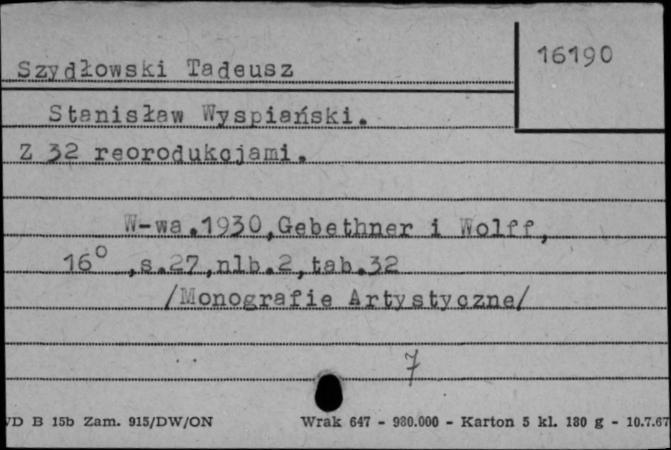 16190
Szydłowski Tadeusz
Stanisław Wyspiański.
Z 32 reorodukcjami.
W-wa.1930,Gebethner i Wolff,
16° ,s.27,nlb.2,tab.32
/Monografie Artystyczne/
7
VD B 15b Zam. 915/DW/ON Wrak 647 - 980.000 - Karton 5 kl. 180 g - 10.7.67